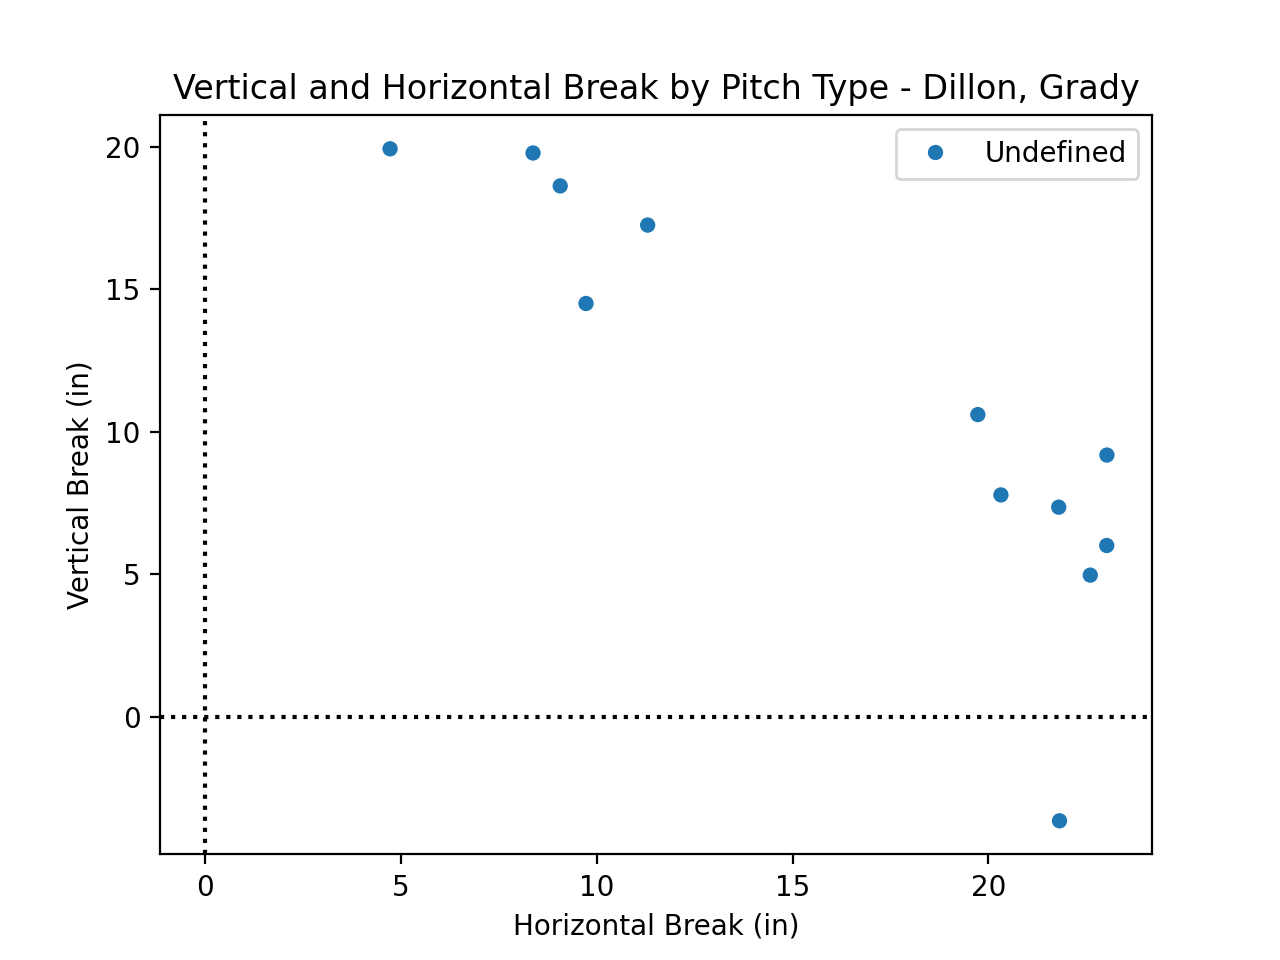 Vertical and Horizontal Break by Pitch Type - Dillon, Grady
Undefined
20
15
10
5
0
Vertical Break (in)
0 5 10 15 20
Horizontal Break (in)